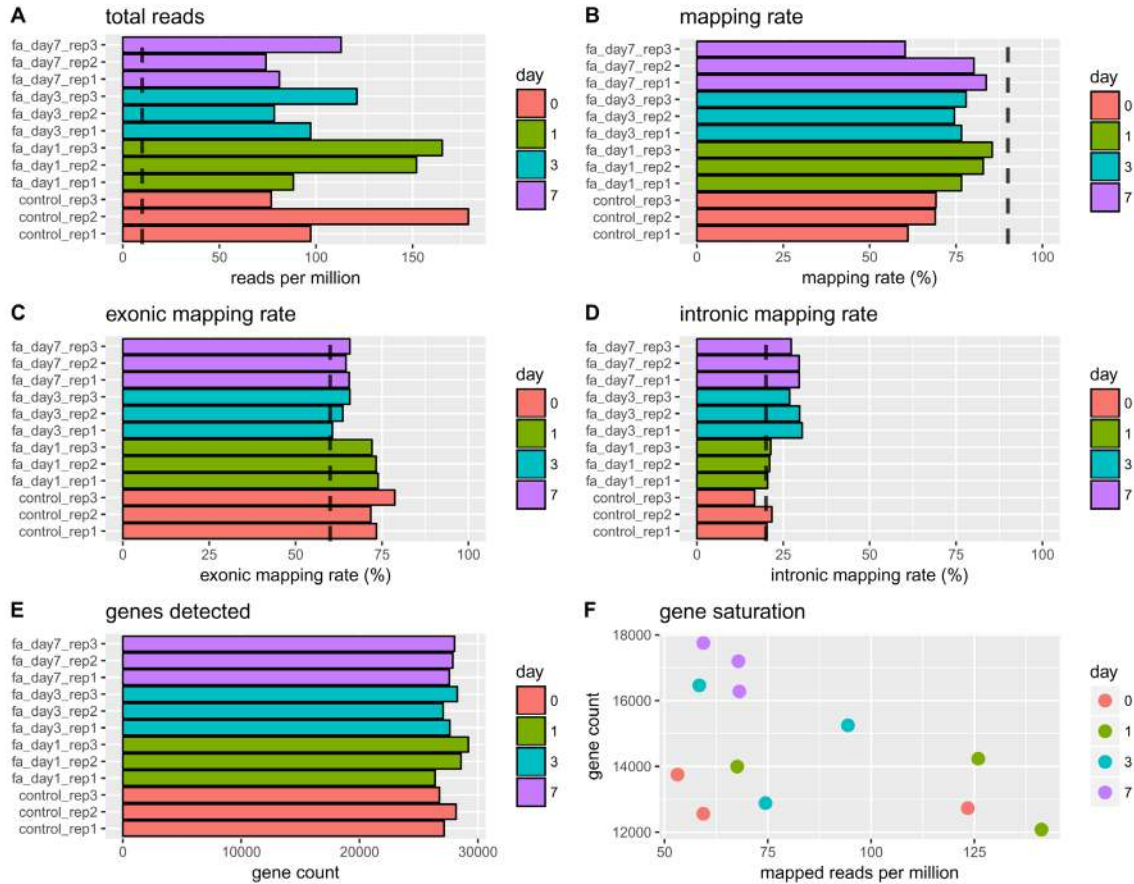 A total reads
fa_day7_rep3
fa_day7_rep2
fa_day7_rep1
fa_day3_rep3
fa_day3_rep2
fa_day3_rep1
fa_day1_rep3
fa_day1_rep2
fa_day1_rep1
control_rep3
control_rep2
control_rep1
0 50 100 150
reads per million
day
0
1
3
7
B mapping rate
fa_day7_rep3
fa_day7_rep2
fa_day7_rep1
fa_day3_rep3
fa_day3_rep2
fa_day3_rep1
fa_day1_rep3
fa_day1_rep2
fa_day1_rep1
control_rep3
control_rep2
control_rep1
0 25 50 75 100
mapping rate (%)
day
0
1
3
7
C exonic mapping rate
fa_day7_rep3
fa_day7_rep2
fa_day7_rep1
fa_day3_rep3
fa_day3_rep2
fa_day3_rep1
fa_day1_rep3
fa_day1_rep2
fa_day1_rep1
control_rep3
control_rep2
control_rep1
0 25 50 75 100
exonic mapping rate (%)
day
0
1
3
7
D intronic mapping rate
fa_day7_rep3
fa_day7_rep2
fa_day7_rep1
fa_day3_rep3
fa_day3_rep2
fa_day3_rep1
fa_day1_rep3
fa_day1_rep2
fa_day1_rep1
control_rep3
control_rep2
control_rep1
0 25 50 75 100
intronic mapping rate (%)
day
0
1
3
7
E genes detected
fa_day7_rep3
fa_day7_rep2
fa_day7_rep1
fa_day3_rep3
fa_day3_rep2
fa_day3_rep1
fa_day1_rep3
fa_day1_rep2
fa_day1_rep1
control_rep3
control_rep2
control_rep1
0 10000 20000 30000
gene count
day
0
1
3
7
F gene saturation
gene count
18000
16000
14000
12000
50 75 100 125
mapped reads per million
day
0
1
3
7